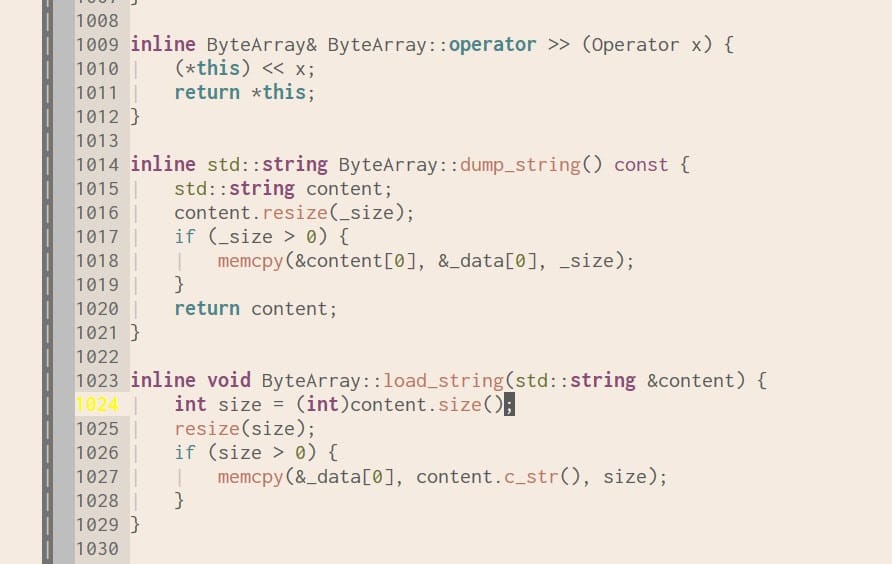 1007 }
1008
1009 inline ByteArray& ByteArray::operator >> (Operator x) {
1010     (*this) << x;
1011     return *this;
1012 }
1013
1014 inline std::string ByteArray::dump_string() const {
1015     std::string content;
1016     content.resize(_size);
1017     if (_size > 0) {
1018         memcpy(&content[0], &_data[0], _size);
1019     }
1020     return content;
1021 }
1022
1023 inline void ByteArray::load_string(std::string &content) {
1024     int size = (int)content.size();
1025     resize(size);
1026     if (size > 0) {
1027         memcpy(&_data[0], content.c_str(), size);
1028     }
1029 }
1030